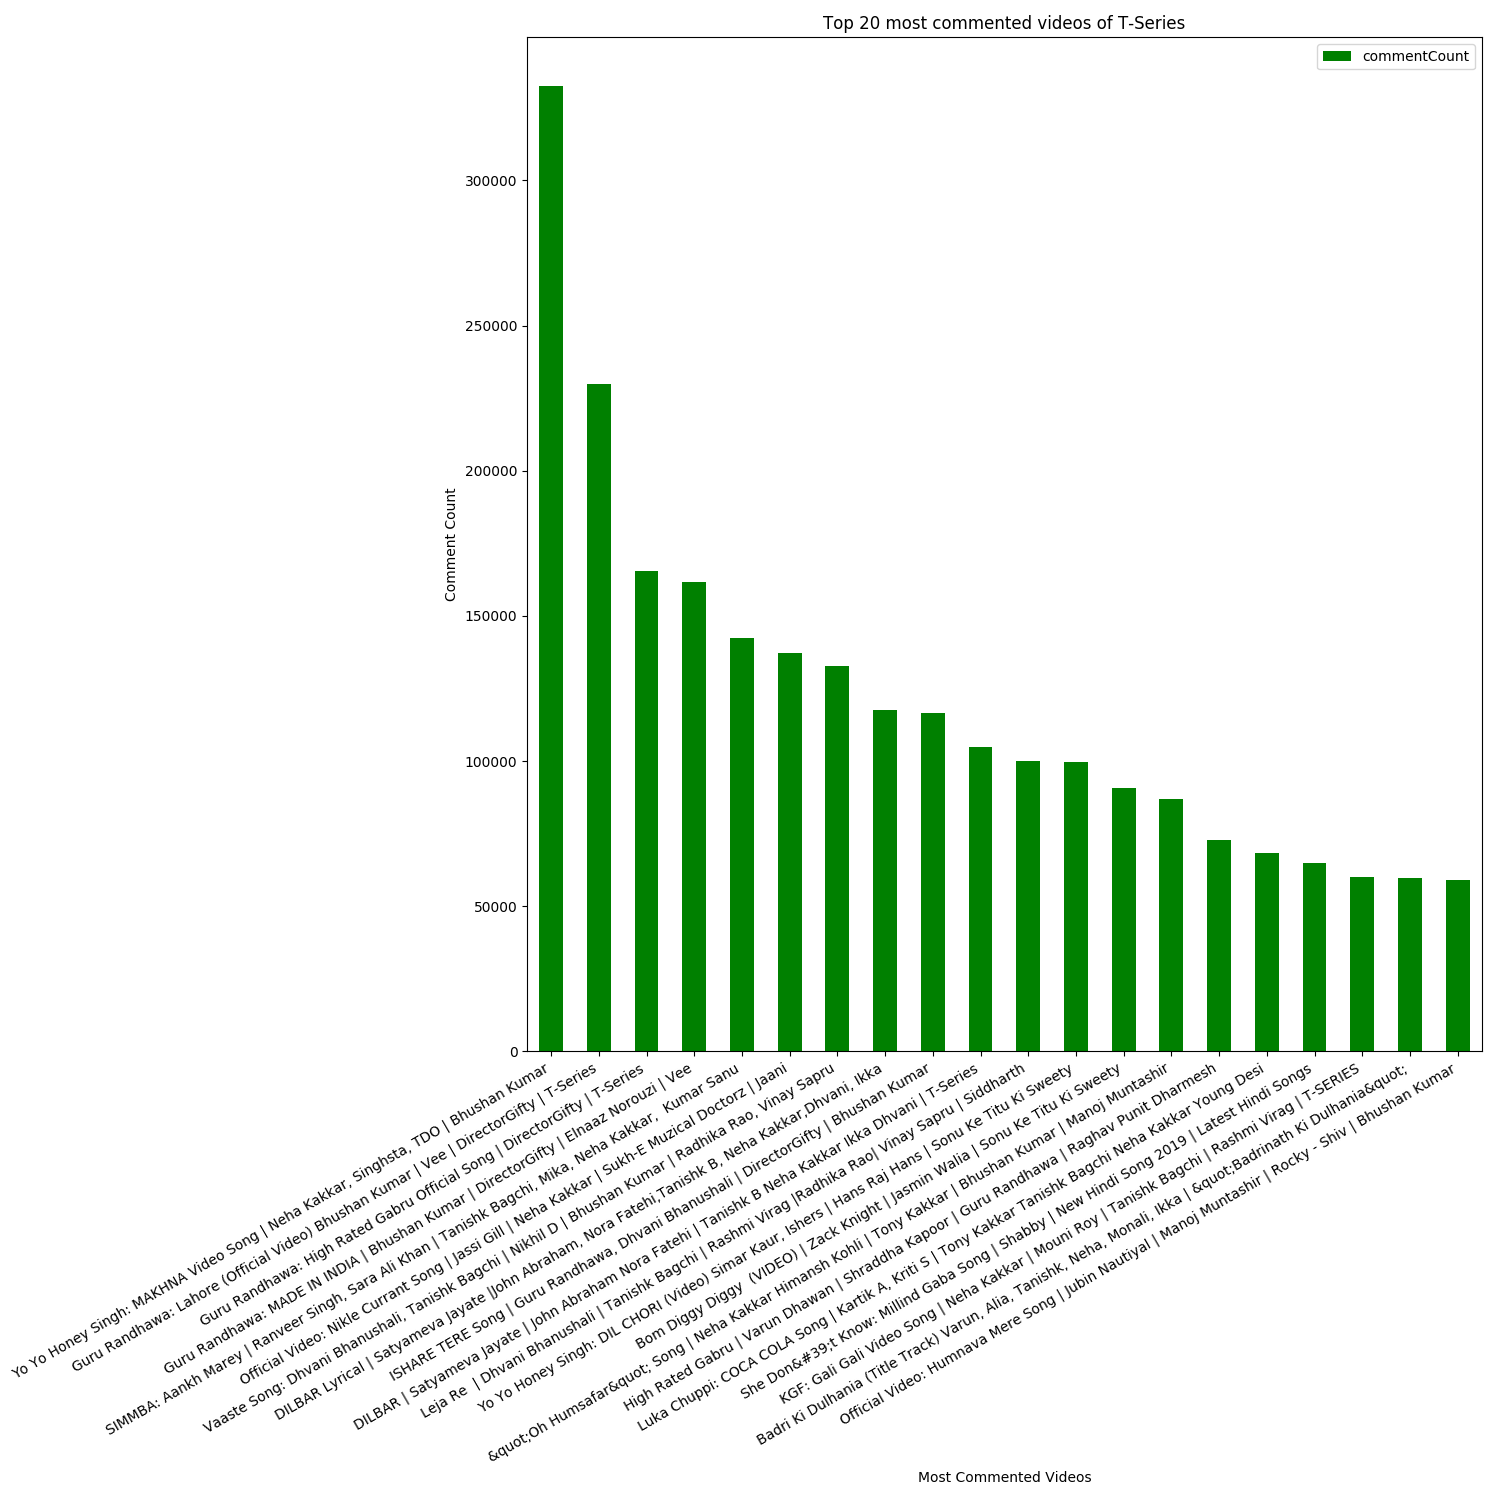 Top 20 most commented videos of T-Series
commentCount
300000
250000
200000
150000
100000
50000
0
Comment Count
Yo Yo Honey Singh: MAKHNA Video Song | Neha Kakkar, Singhsta, TDO | Bhushan Kumar
Guru Randhawa: Lahore (Official Video) Bhushan Kumar | Vee | DirectorGifty | T-Series
Guru Randhawa: High Rated Gabru Official Song | DirectorGifty | T-Series
Guru Randhawa: MADE IN INDIA | Bhushan Kumar | DirectorGifty | Elnaaz Norouzi | Vee
SIMMBA: Aankh Marey | Ranveer Singh, Sara Ali Khan | Tanishk Bagchi, Mika, Neha Kakkar,  Kumar Sanu
Official Video: Nikle Currant Song | Jassi Gill | Neha Kakkar | Sukh-E Muzical Doctorz | Jaani
Vaaste Song: Dhvani Bhanushali, Tanishk Bagchi | Nikhil D | Bhushan Kumar | Radhika Rao, Vinay Sapru
DILBAR Lyrical | Satyameva Jayate |John Abraham, Nora Fatehi,Tanishk B, Neha Kakkar,Dhvani, Ikka
ISHARE TERE Song | Guru Randhawa, Dhvani Bhanushali | DirectorGifty | Bhushan Kumar
DILBAR | Satyameva Jayate | John Abraham Nora Fatehi | Tanishk B Neha Kakkar Ikka Dhvani | T-Series
Leja Re  | Dhvani Bhanushali | Tanishk Bagchi | Rashmi Virag |Radhika Rao| Vinay Sapru | Siddharth
Yo Yo Honey Singh: DIL CHORI (Video) Simar Kaur, Ishers | Hans Raj Hans | Sonu Ke Titu Ki Sweety
Bom Diggy Diggy  (VIDEO) | Zack Knight | Jasmin Walia | Sonu Ke Titu Ki Sweety
&quot;Oh Humsafar&quot; Song | Neha Kakkar Himansh Kohli | Tony Kakkar | Bhushan Kumar | Manoj Muntashir
High Rated Gabru | Varun Dhawan | Shraddha Kapoor | Guru Randhawa | Raghav Punit Dharmesh
Luka Chuppi: COCA COLA Song | Kartik A, Kriti S | Tony Kakkar Tanishk Bagchi Neha Kakkar Young Desi
She Don&#39;t Know: Millind Gaba Song | Shabby | New Hindi Song 2019 | Latest Hindi Songs
KGF: Gali Gali Video Song | Neha Kakkar | Mouni Roy | Tanishk Bagchi | Rashmi Virag | T-SERIES
Badri Ki Dulhania (Title Track) Varun, Alia, Tanishk, Neha, Monali, Ikka | &quot;Badrinath Ki Dulhania&quot;
Official Video: Humnava Mere Song | Jubin Nautiyal | Manoj Muntashir | Rocky - Shiv | Bhushan Kumar
Most Commented Videos